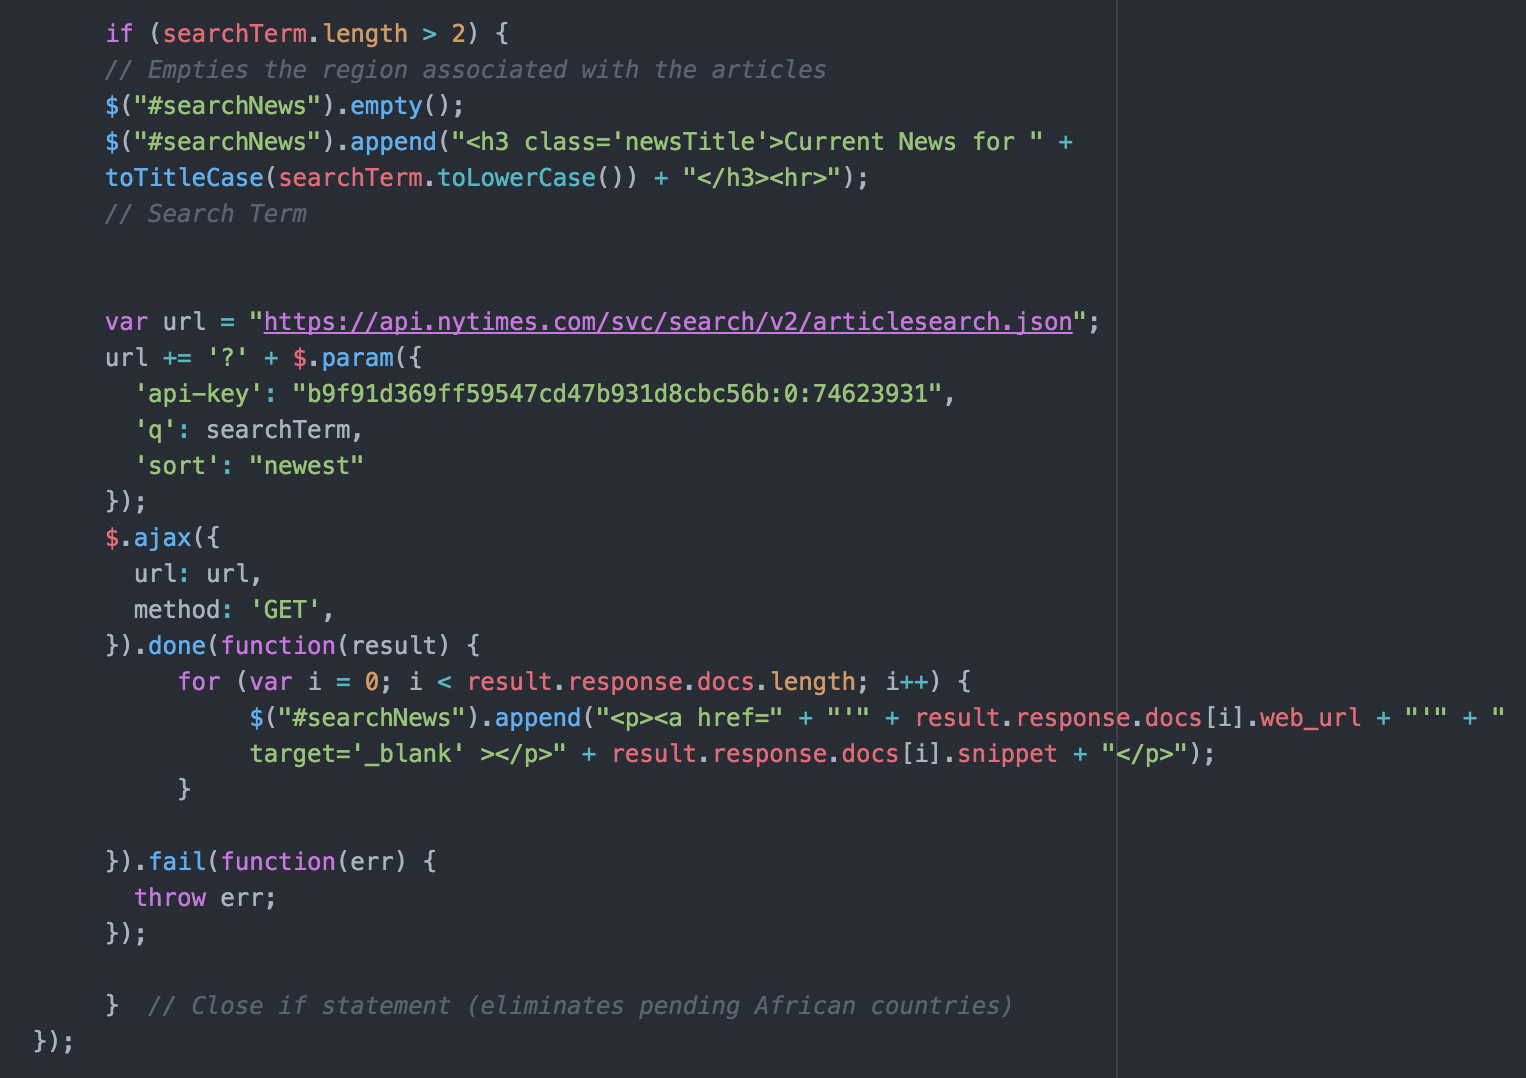 if (searchTerm.length > 2) {
// Empties the region associated with the articles
$("#searchNews").empty();
$("#searchNews").append("<h3 class='newsTitle'>Current News for " +
toTitleCase(searchTerm.toLowerCase()) + "</h3><hr>");
// Search Term
var url = "https://api.nytimes.com/svc/search/v2/articlesearch.json";
url += '?' + $.param({
'api-key': "b9f91d369ff59547cd47b931d8cbc56b:0:74623931",
'q': searchTerm,
'sort': "newest"
});
$.ajax({
url: url,
method: 'GET',
}).done(function(result) {
for (var i = 0; i < result.response.docs.length; i++) {
$("#searchNews").append("<p><a href=" + "'" + result.response.docs[i].web_url + "'" + "
target='_blank' ></p>" + result.response.docs[i].snippet + "</p>");
}
}).fail(function(err) {
throw err;
});
} // Close if statement (eliminates pending African countries)
});